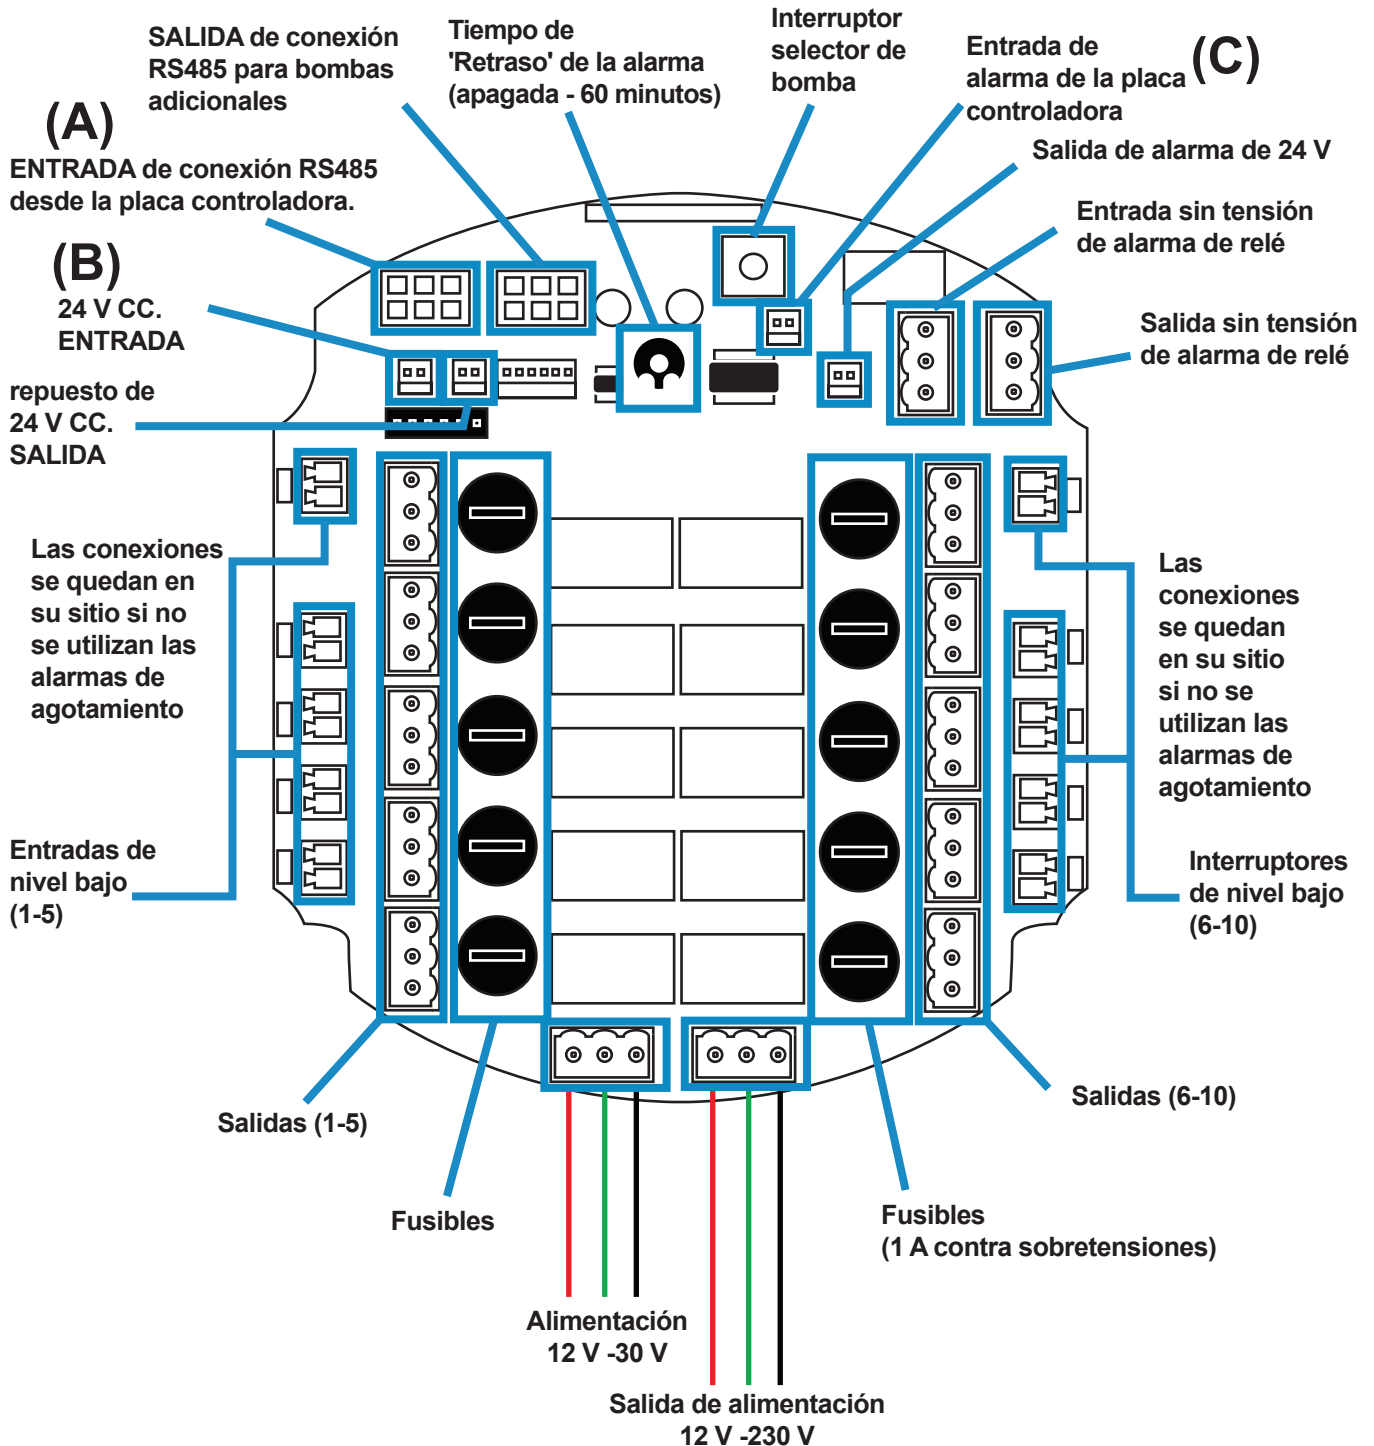 SALIDA de conexión
RS485 para bombas
adicionales
Tiempo de
'Retraso' de la alarma
(apagada - 60 minutos)
Interruptor
selector de
bomba
Entrada de
alarma de la placa
controladora
(C)
(A)
ENTRADA de conexión RS485
desde la placa controladora.
Salida de alarma de 24 V
Entrada sin tensión
de alarma de relé
(B)
24 V CC.
ENTRADA
Salida sin tensión
de alarma de relé
repuesto de
24 V CC.
SALIDA
Las conexiones
se quedan en
su sitio si no
se utilizan las
alarmas de
agotamiento
Las
conexiones
se quedan
en su sitio
si no se
utilizan las
alarmas de
agotamiento
Entradas de
nivel bajo
(1-5)
Interruptores
de nivel bajo
(6-10)
Salidas (1-5)
Salidas (6-10)
Fusibles
Fusibles
(1 A contra sobretensiones)
Alimentación
12 V -30 V
Salida de alimentación
12 V -230 V